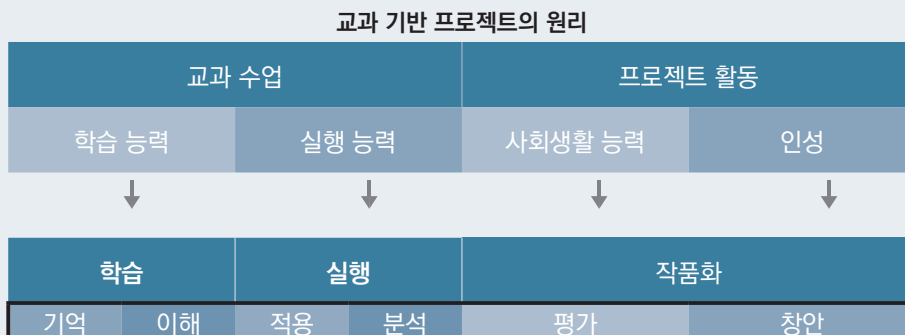 교과 기반 프로젝트의 원리
교과 수업 프로젝트 활동
학습 능력 실행 능력 사회생활 능력 인성
학습 실행 작품화
기억 이해 적용 분석 평가 창안